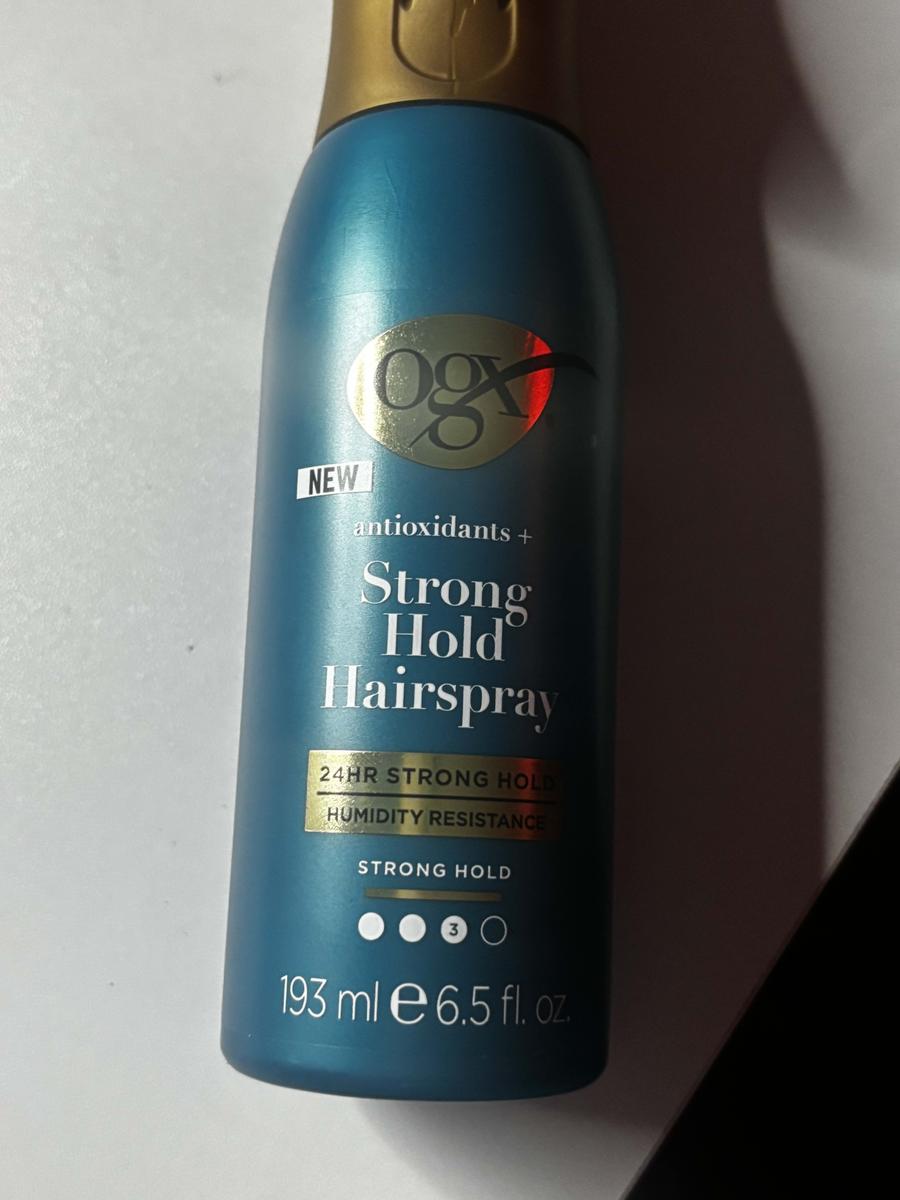 ogx
NEW
antioxidants +
Strong
Hold
Hairspray
24HR STRONG HOLD
HUMIDITY RESISTANCE
STRONG HOLD
3
193 ml e 6.5 fl. oz.